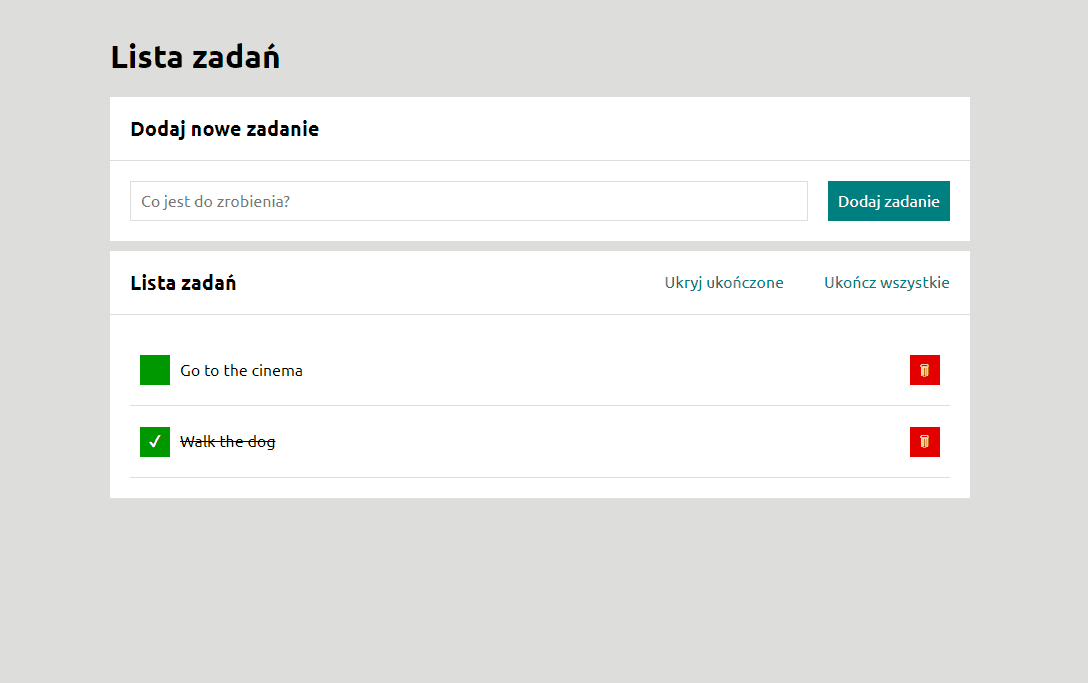 Lista zadań
Dodaj nowe zadanie
Co jest do zrobienia?
Dodaj zadanie
Lista zadań
Ukryj ukończone
Ukończ wszystkie
Go to the cinema
Walk the dog